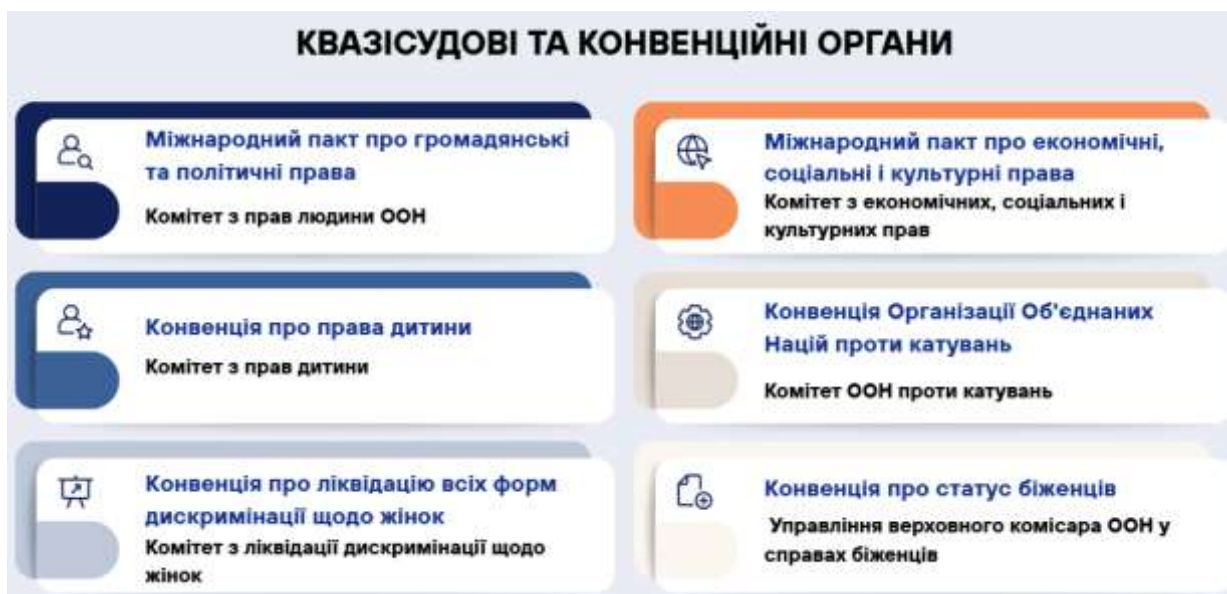 КВАЗІСУДОВІ ТА КОНВЕНЦІЙНІ ОРГАНИ
Міжнародний пакт про громадянські
та політичні права
Комітет з прав людини ООН
Міжнародний пакт про економічні,
соціальні і культурні права
Комітет з економічних, соціальних і
культурних прав
Конвенція про права дитини
Комітет з прав дитини
Конвенція Організації Об'єднаних
Націй проти катувань
Комітет ООН проти катувань
Конвенція про ліквідацію всіх форм
дискримінації щодо жінок
Комітет з ліквідації дискримінації щодо
жінок
Конвенція про статус біженців
Управління верховного комісара ООН у
справах біженців